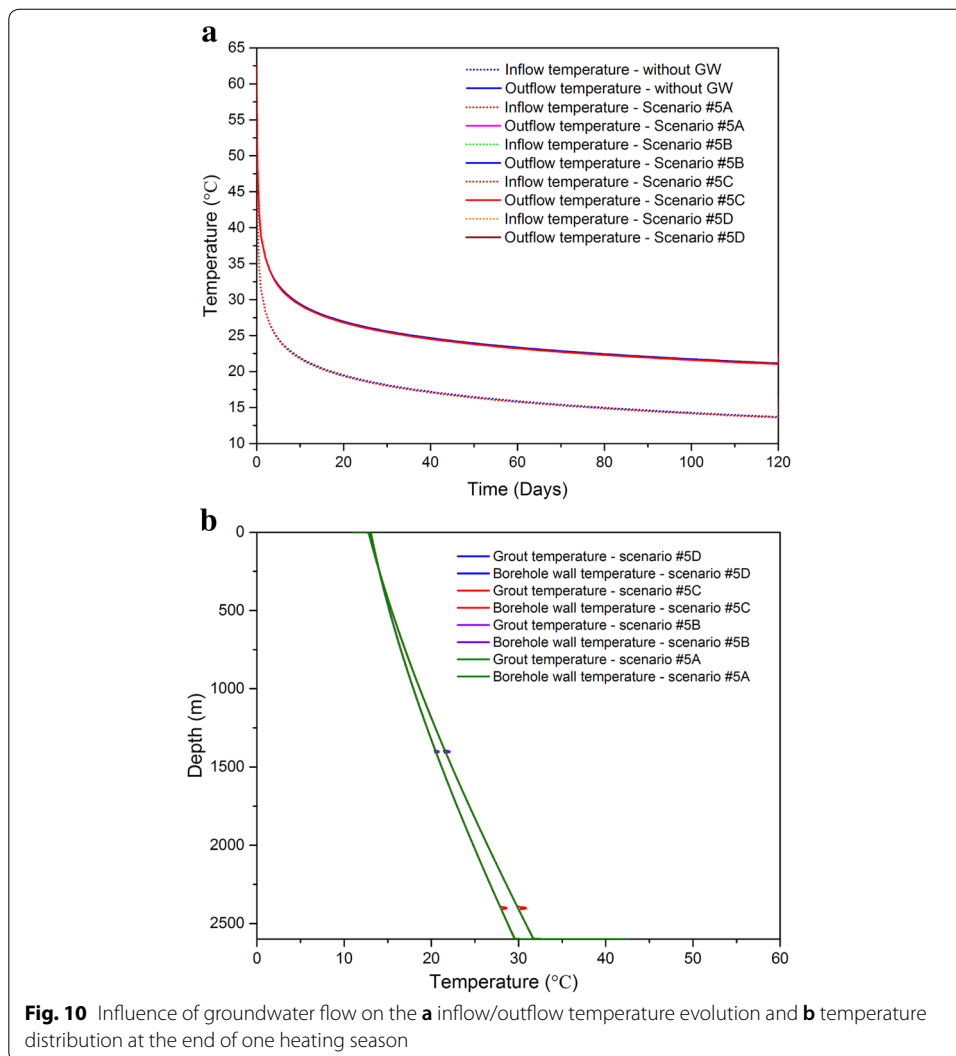 a
65
60
55
50
45
40
35
30
25
20
15
10
Temperature (°C)
Inflow temperature - without GW
Outflow temperature - without GW
Inflow temperature - Scenario #5A
Outflow temperature - Scenario #5A
Inflow temperature - Scenario #5B
Outflow temperature - Scenario #5B
Inflow temperature - Scenario #5C
Outflow temperature - Scenario #5C
Inflow temperature - Scenario #5D
Outflow temperature - Scenario #5D
0 20 40 60 80 100 120
Time (Days)
b
0
500
1000
1500
2000
2500
Depth (m)
Grout temperature - scenario #5D
Borehole wall temperature - scenario #5D
Grout temperature - scenario #5C
Borehole wall temperature - scenario #5C
Grout temperature - scenario #5B
Borehole wall temperature - scenario #5B
Grout temperature - scenario #5A
Borehole wall temperature - scenario #5A
0 10 20 30 40 50 60
Temperature (°C)
Fig. 10 Influence of groundwater flow on the a inflow/outflow temperature evolution and b temperature
distribution at the end of one heating season